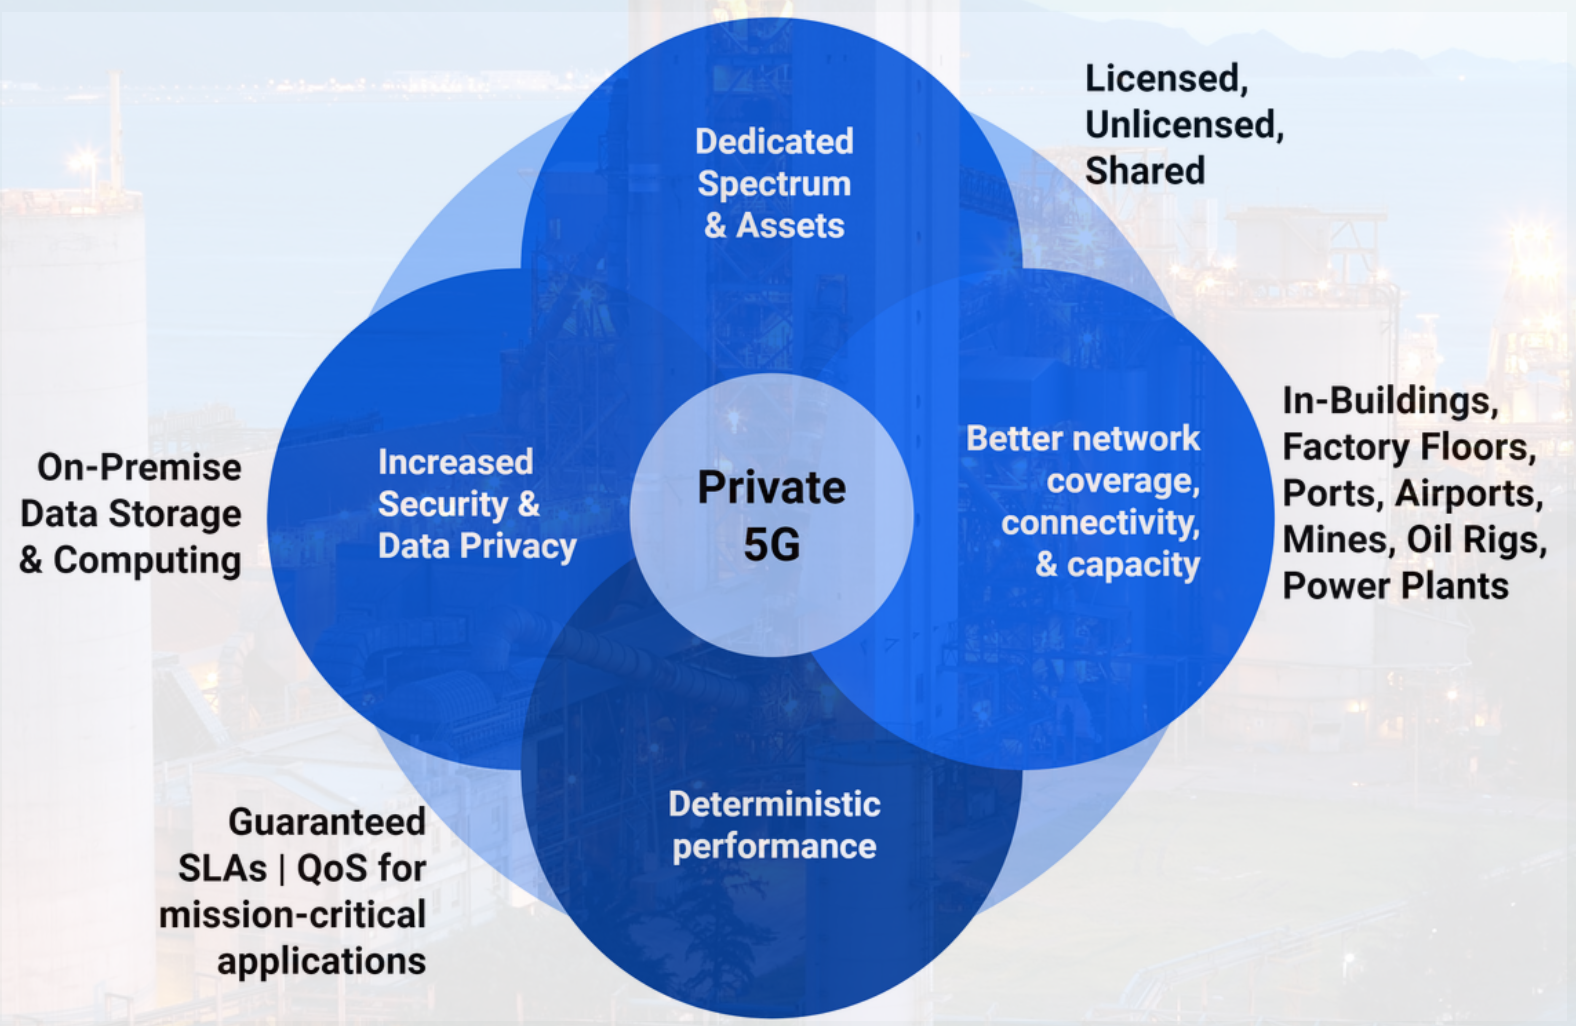 Dedicated
Spectrum
& Assets
Licensed,
Unlicensed,
Shared
On-Premise
Data Storage
& Computing
Increased
Security &
Data Privacy
Private
5G
Better network
coverage,
connectivity,
& capacity
In-Buildings,
Factory Floors,
Ports, Airports,
Mines, Oil Rigs,
Power Plants
Deterministic
performance
Guaranteed
SLAs | QoS for
mission-critical
applications